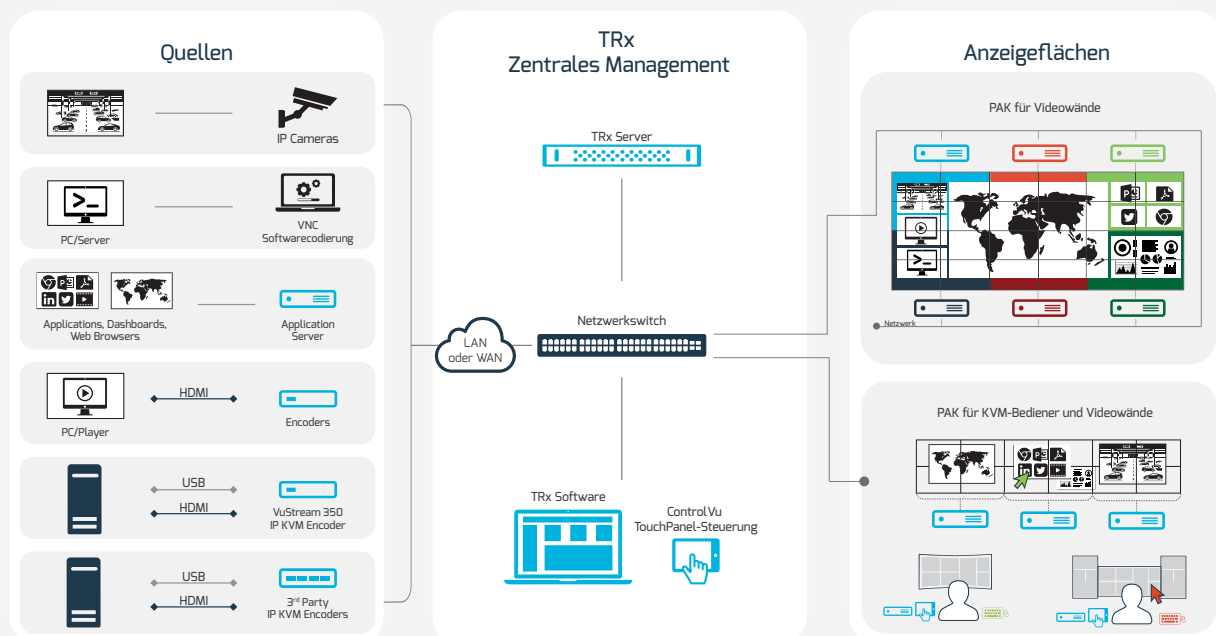 Quellen
IP Cameras
PC/Server
VNC
Softwarecodierung
Applications, Dashboards,
Web Browsers
Application
Server
HDMI
PC/Player
Encoders
USB
HDMI
VuStream 350
IP KVM Encoder
USB
HDMI
3rd Party
IP KVM Encoders
TRx
Zentrales Management
TRx Server
LAN
oder WAN
Netzwerkswitch
TRx Software
ControlVu
TouchPanel-Steuerung
Anzeigeflächen
PAK für Videowände
Netzwerk
PAK für KVM-Bediener und Videowände